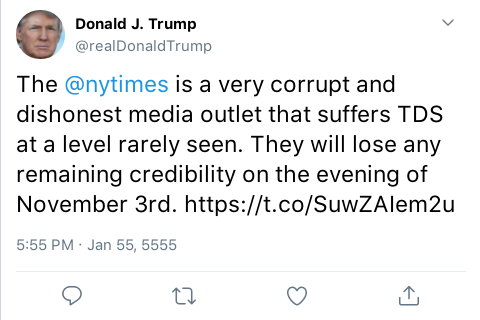 Donald J. Trump
@realDonaldTrump
The @nytimes is a very corrupt and
dishonest media outlet that suffers TDS
at a level rarely seen. They will lose any
remaining credibility on the evening of
November 3rd. https://t.co/SuwZAlem2u
5:55 PM · Jan 55, 5555